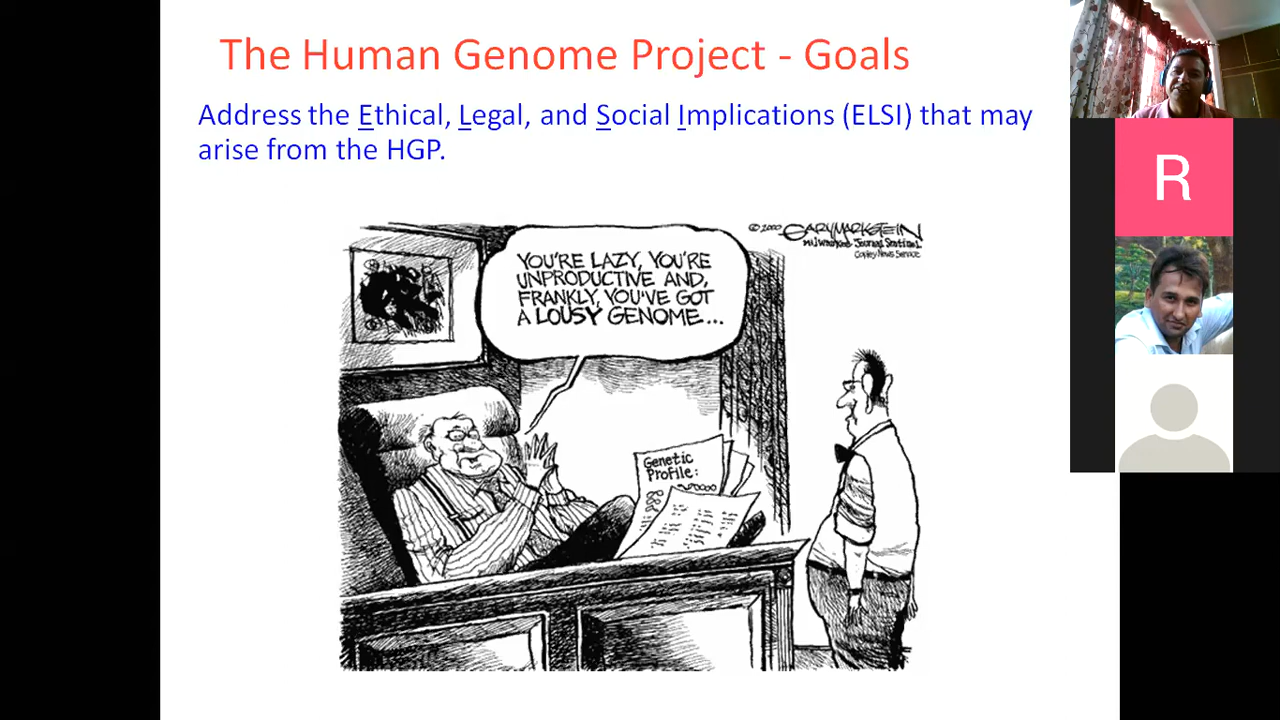 The Human Genome Project - Goals
Address the Ethical, Legal, and Social Implications (ELSI) that may
arise from the HGP.
© 2000 GARY MARKSTEIN
Milwaukee Journal Sentinel
Copley News Service
YOU'RE LAZY, YOU'RE
UNPRODUCTIVE AND,
FRANKLY, YOU'VE GOT
A LOUSY GENOME...
Genetic
Profile:
R